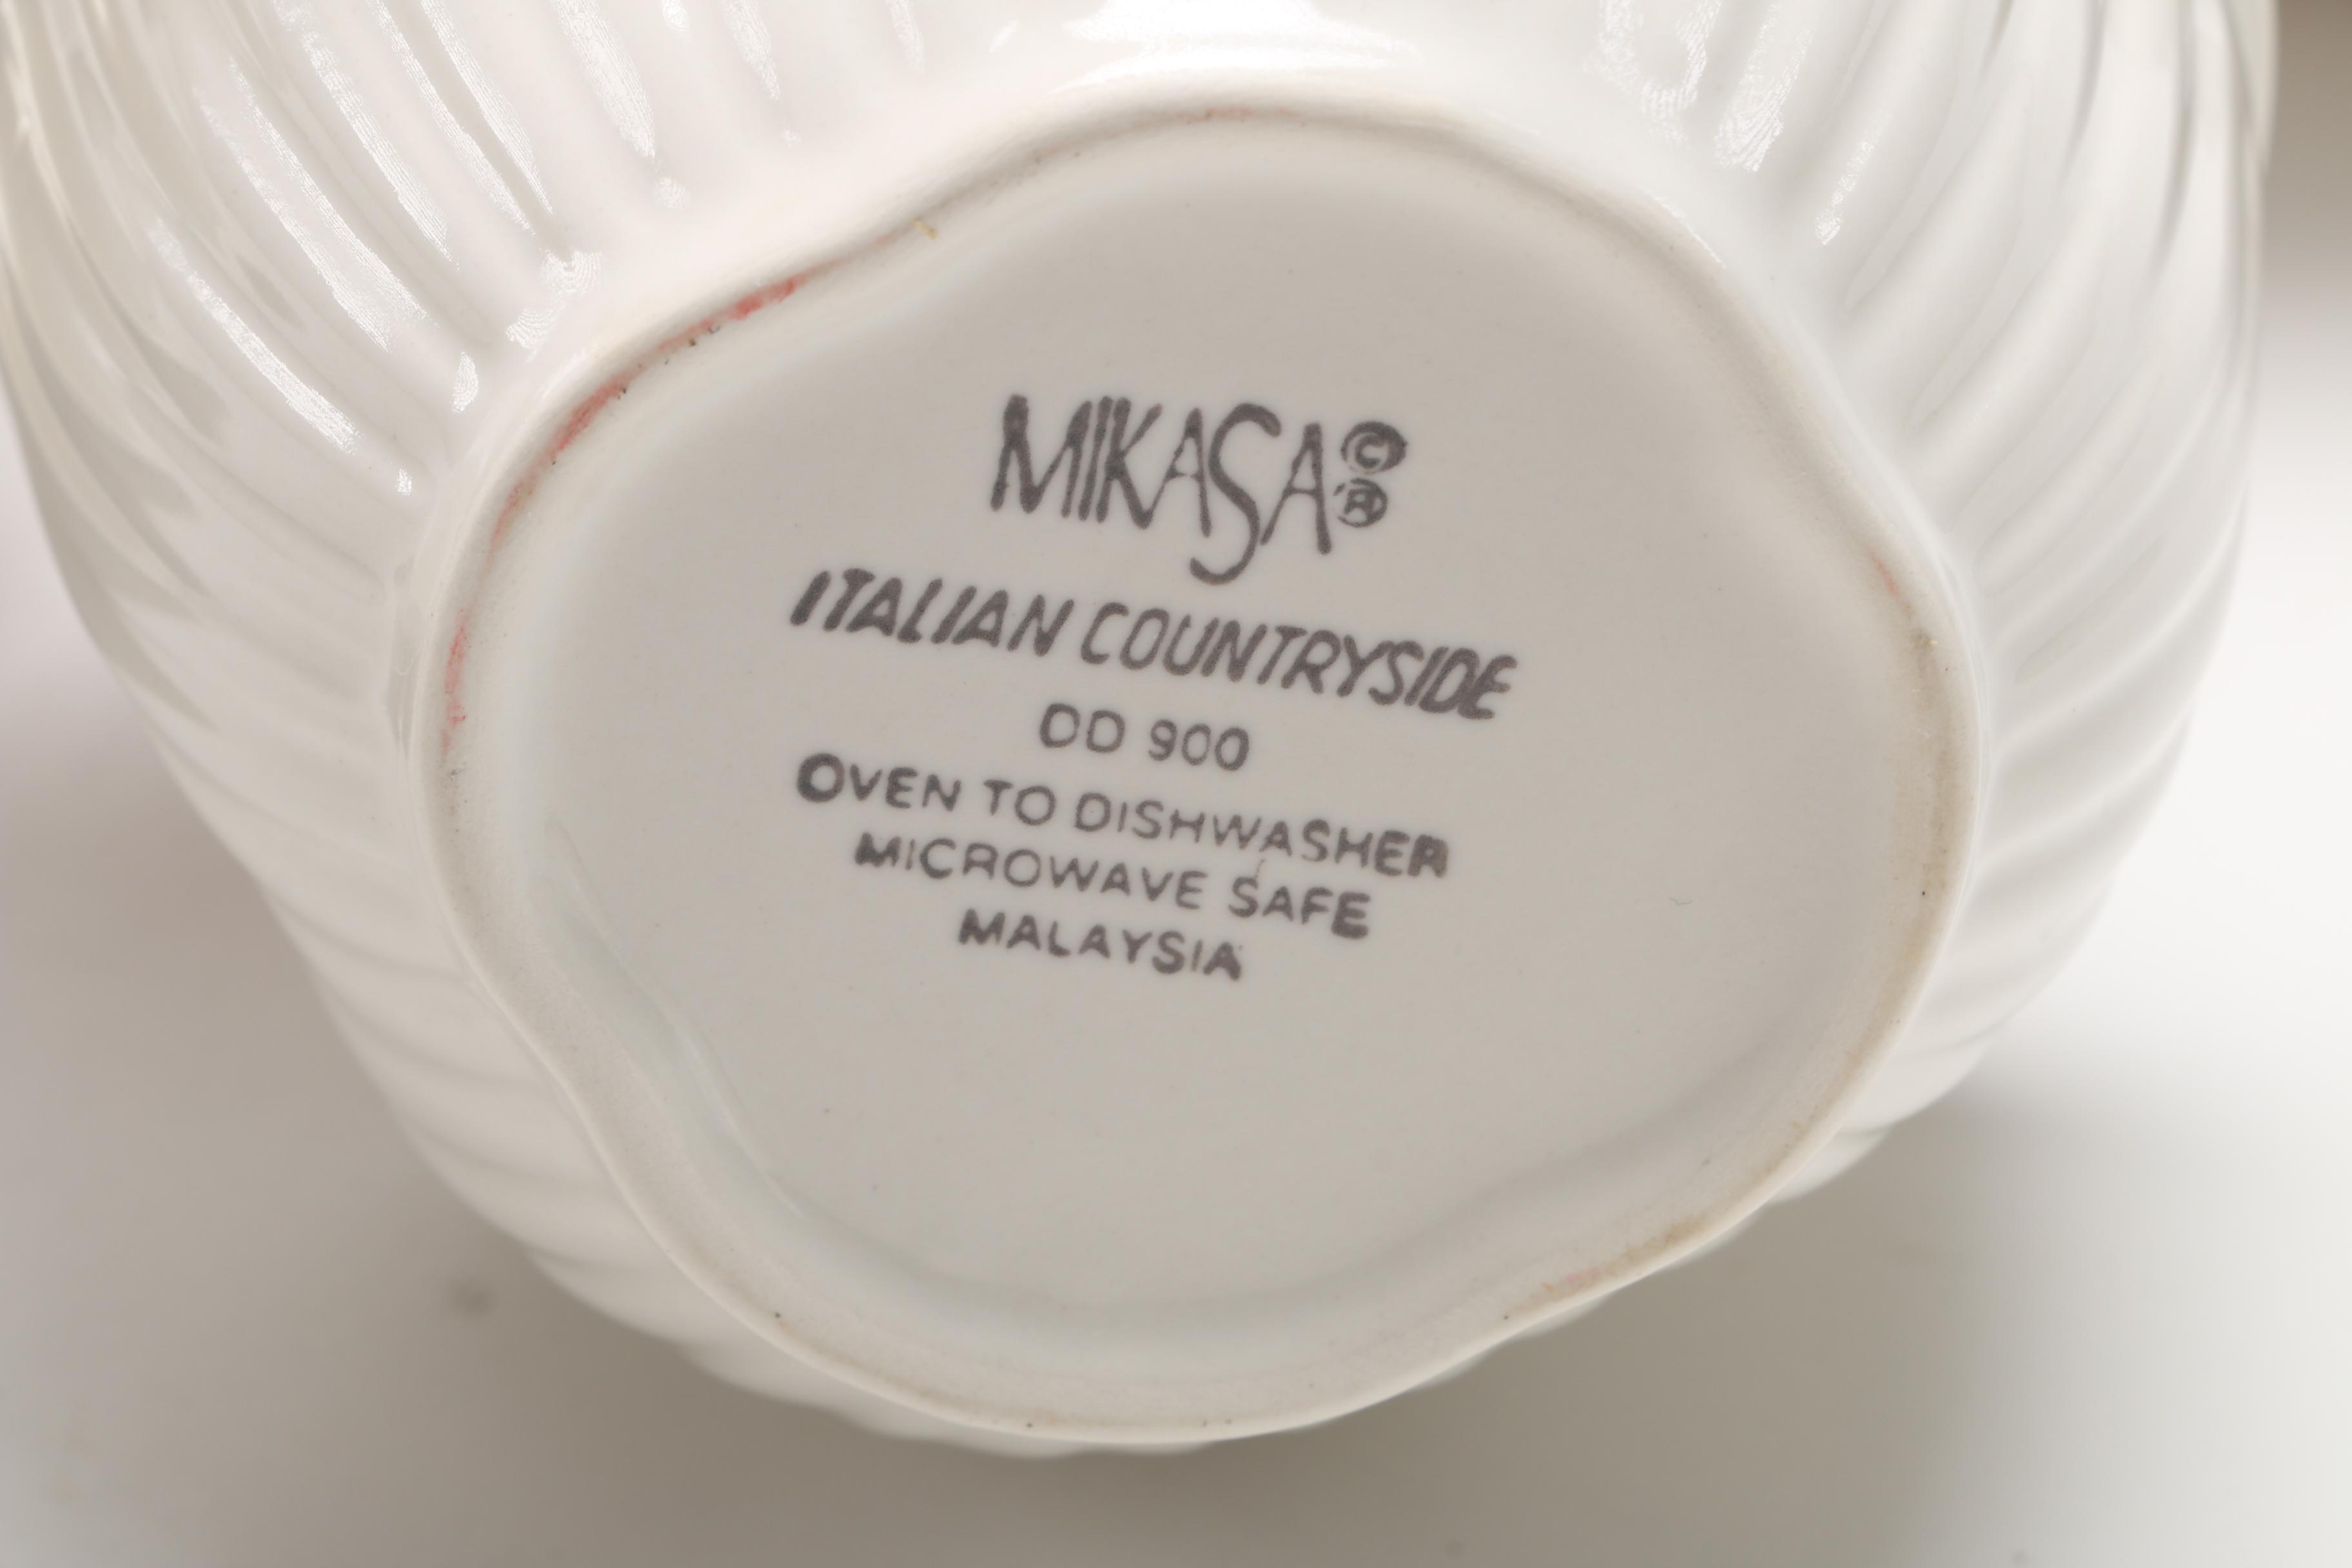 MIKASA©®
ITALIAN COUNTRYSIDE
DD 900
OVEN TO DISHWASHER
MICROWAVE SAFE
MALAYSIA